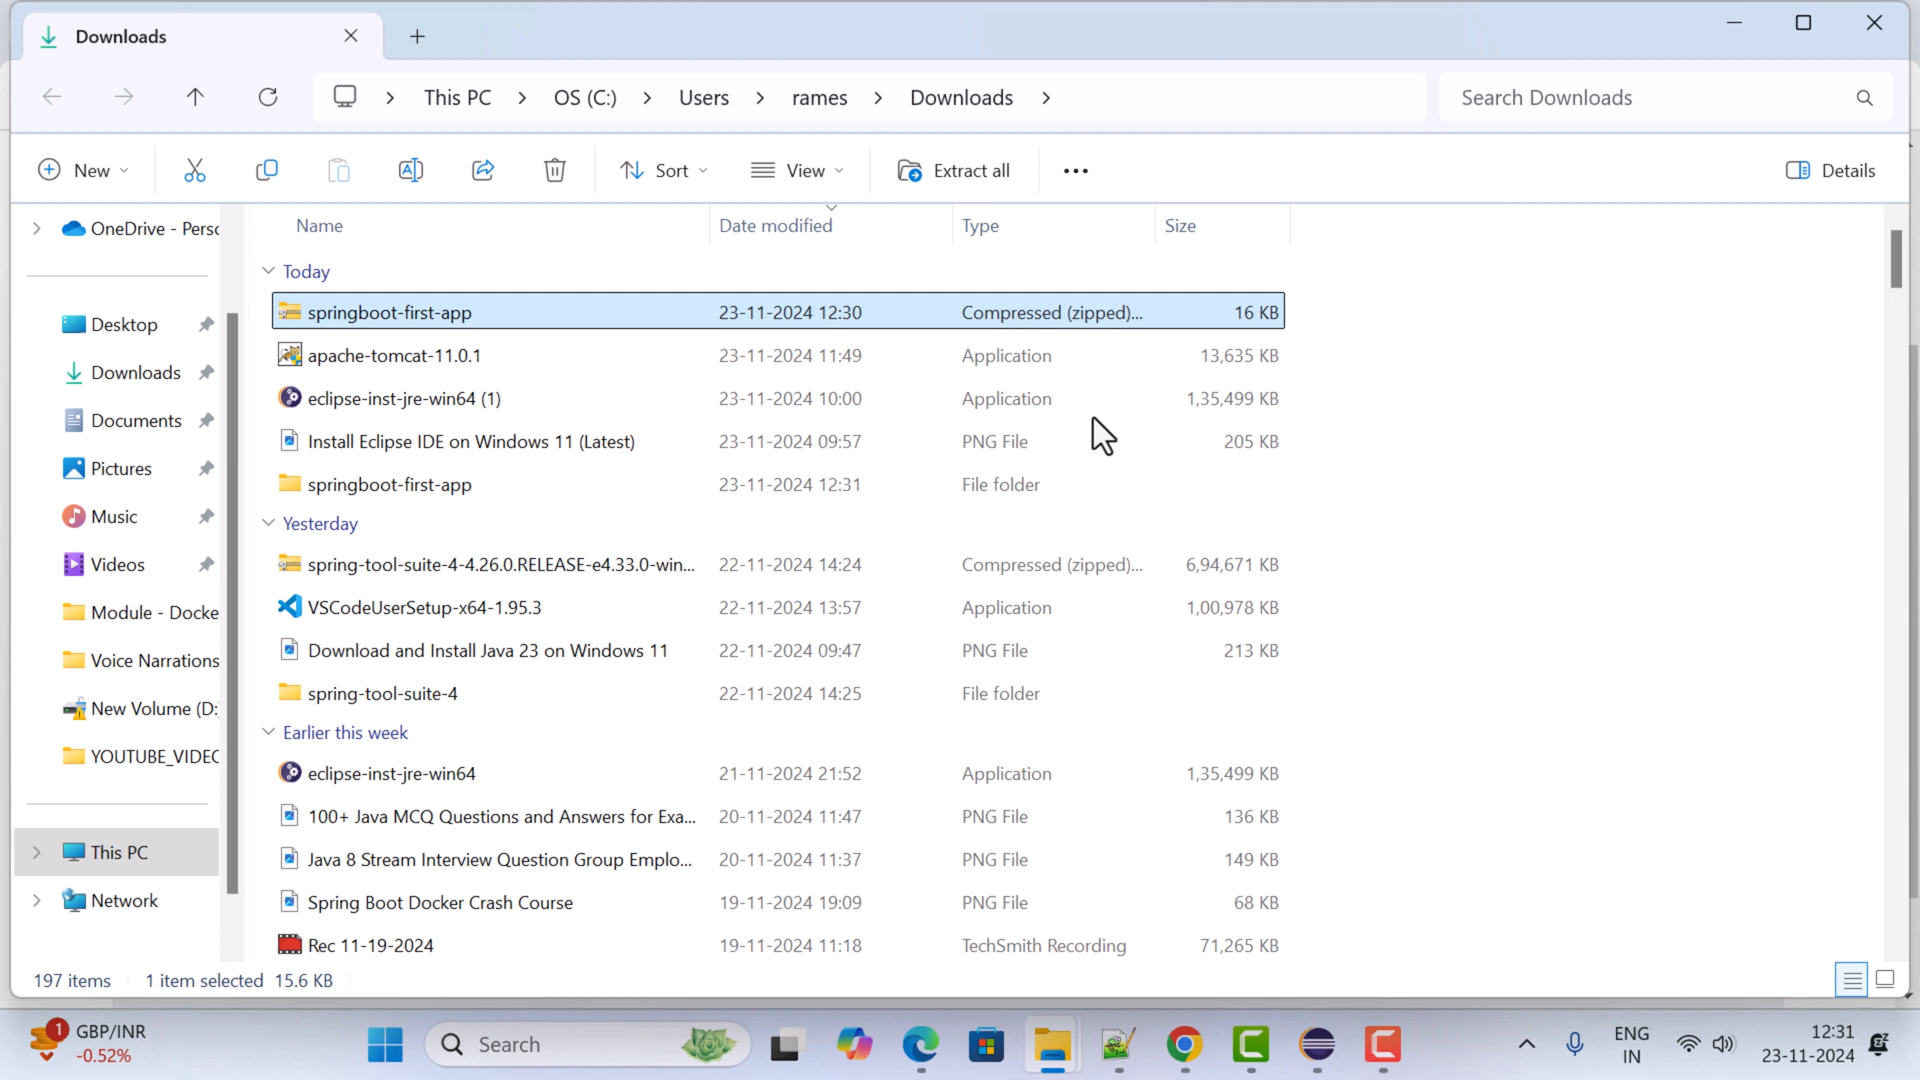 Downloads
This PC
OS (C:)
Users
rames
Downloads
Search Downloads
New
Sort
View
Extract all
Details
Name
Date modified
Type
Size
OneDrive - Perso
Desktop
Downloads
Documents
Pictures
Music
Videos
Module - Docke
Voice Narrations
New Volume (D:
YOUTUBE_VIDEO
This PC
Network
Today
springboot-first-app 23-11-2024 12:30 Compressed (zipped)... 16 KB
apache-tomcat-11.0.1 23-11-2024 11:49 Application 13,635 KB
eclipse-inst-jre-win64 (1) 23-11-2024 10:00 Application 1,35,499 KB
Install Eclipse IDE on Windows 11 (Latest) 23-11-2024 09:57 PNG File 205 KB
springboot-first-app 23-11-2024 12:31 File folder
Yesterday
spring-tool-suite-4-4.26.0.RELEASE-e4.33.0-win... 22-11-2024 14:24 Compressed (zipped)... 6,94,671 KB
VSCodeUserSetup-x64-1.95.3 22-11-2024 13:57 Application 1,00,978 KB
Download and Install Java 23 on Windows 11 22-11-2024 09:47 PNG File 213 KB
spring-tool-suite-4 22-11-2024 14:25 File folder
Earlier this week
eclipse-inst-jre-win64 21-11-2024 21:52 Application 1,35,499 KB
100+ Java MCQ Questions and Answers for Exa... 20-11-2024 11:47 PNG File 136 KB
Java 8 Stream Interview Question Group Emplo... 20-11-2024 11:37 PNG File 149 KB
Spring Boot Docker Crash Course 19-11-2024 19:09 PNG File 68 KB
Rec 11-19-2024 19-11-2024 11:18 TechSmith Recording 71,265 KB
197 items 1 item selected 15.6 KB
1
GBP/INR
-0.52%
Search
ENG
IN
12:31
23-11-2024